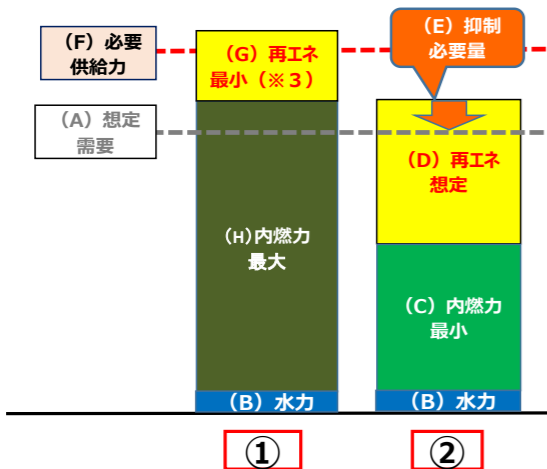 （F）必要
供給力
（G）再エネ
最小（※３）
（E）抑制
必要量
（A）想定
需要
（D）再エネ
想定
（H）内燃力
最大
（C）内燃力
最小
（B）水力
（B）水力
①
②